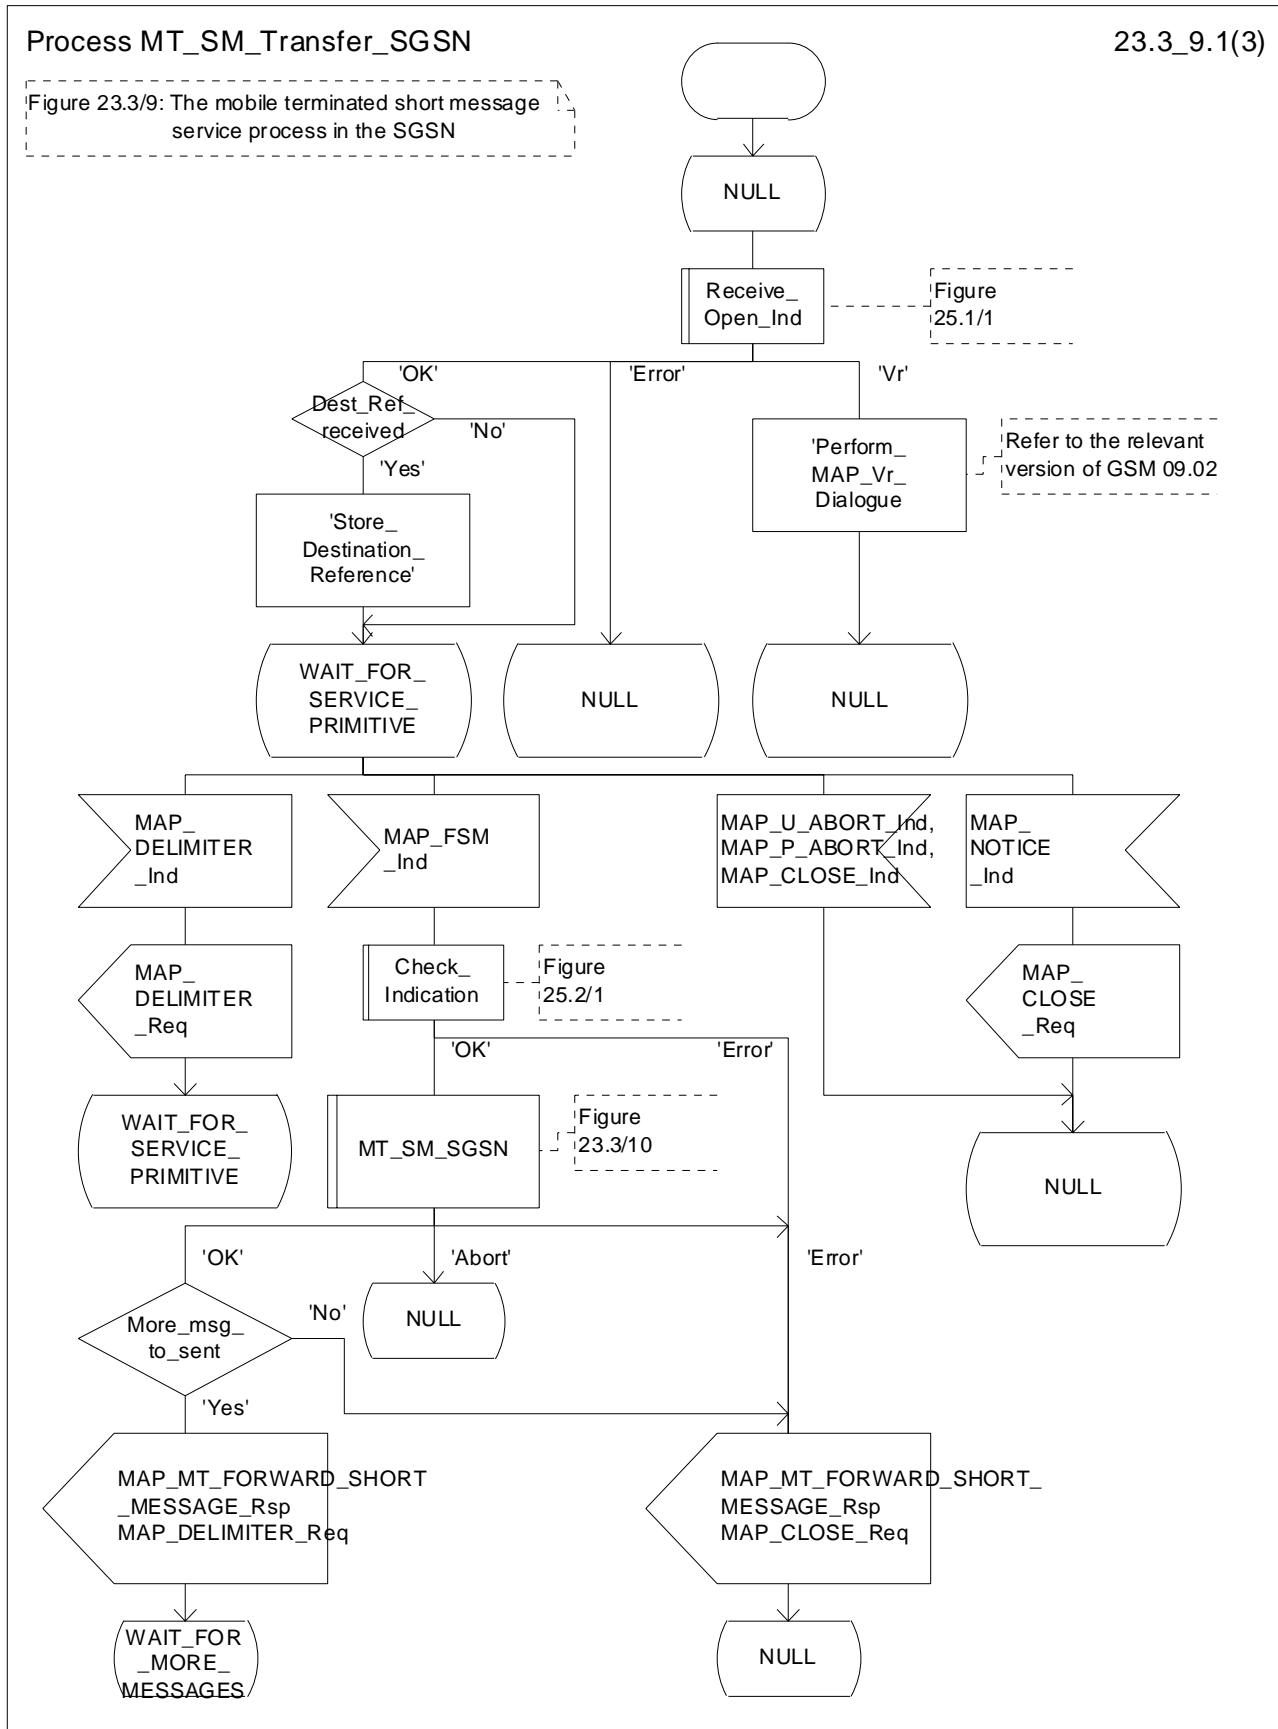 Process MT_SM_Transfer_SGSN
23.3_9.1(3)
Figure 23.3/9: The mobile terminated short message
service process in the SGSN
NULL
Receive_
Open_Ind
Figure
25.1/1
'OK'
'Error'
'Vr'
Dest_Ref_
received
'No'
'Yes'
'Perform_
MAP_Vr_
Dialogue
Refer to the relevant
version of GSM 09.02
'Store_
Destination_
Reference'
WAIT_FOR_
SERVICE_
PRIMITIVE
NULL
NULL
MAP_
DELIMITER
_Ind
MAP_FSM
_Ind
MAP_U_ABORT_Ind,
MAP_P_ABORT_Ind,
MAP_CLOSE_Ind
MAP_
NOTICE
_Ind
MAP_
DELIMITER
_Req
Check_
Indication
Figure
25.2/1
MAP_
CLOSE
_Req
'OK'
'Error'
WAIT_FOR_
SERVICE_
PRIMITIVE
MT_SM_SGSN
Figure
23.3/10
NULL
'OK'
'Abort'
'Error'
More_msg_
to_sent
'No'
NULL
'Yes'
MAP_MT_FORWARD_SHORT
_MESSAGE_Rsp
MAP_DELIMITER_Req
MAP_MT_FORWARD_SHORT_
MESSAGE_Rsp
MAP_CLOSE_Req
WAIT_FOR
_MORE_
MESSAGES
NULL